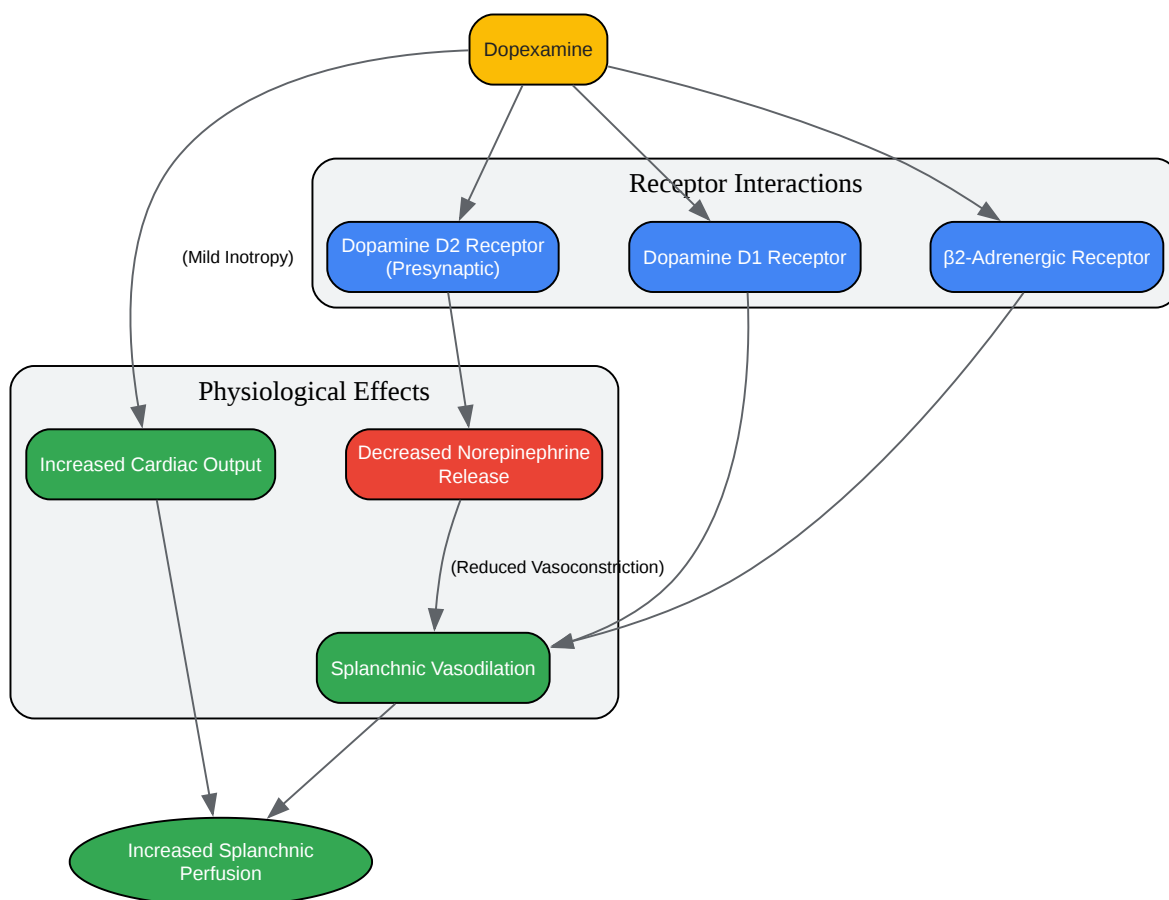 Dopexamine
Receptor Interactions
Dopamine D2 Receptor
(Presynaptic)
Dopamine D1 Receptor
β2-Adrenergic Receptor
(Mild Inotropy)
Physiological Effects
Increased Cardiac Output
Decreased Norepinephrine
Release
(Reduced Vasoconstriction)
Splanchnic Vasodilation
Increased Splanchnic
Perfusion